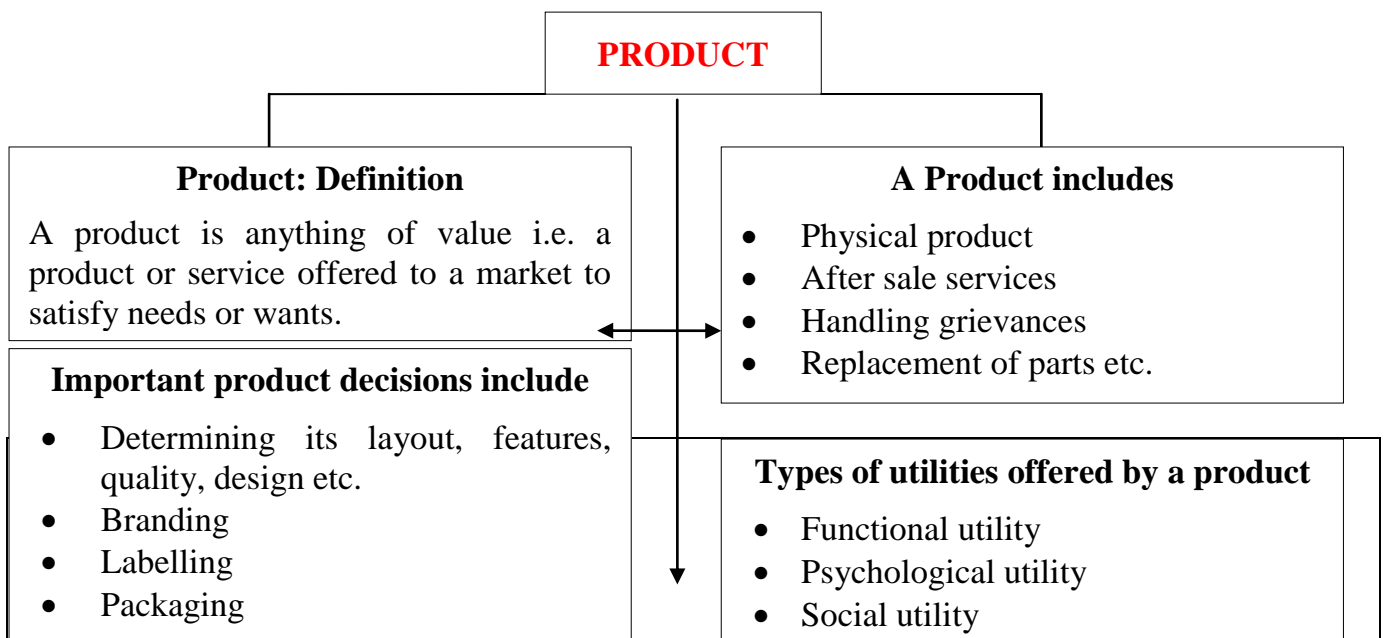 PRODUCT
Product: Definition
A product is anything of value i.e. a
product or service offered to a market to
satisfy needs or wants.
A Product includes
• Physical product
• After sale services
• Handling grievances
• Replacement of parts etc.
Important product decisions include
• Determining its layout, features,
quality, design etc.
• Branding
• Labelling
• Packaging
Types of utilities offered by a product
• Functional utility
• Psychological utility
• Social utility